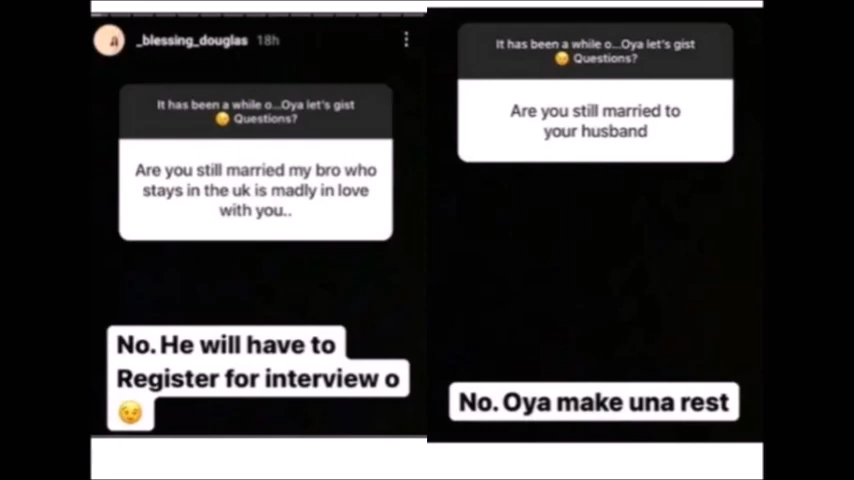 _blessing_douglas 18h
It has been a while o...Oya let's gist
😉 Questions?
Are you still married my bro who
stays in the uk is madly in love
with you..
No. He will have to
Register for interview o
😉
It has been a while o...Oya let's gist
😉 Questions?
Are you still married to
your husband
No. Oya make una rest